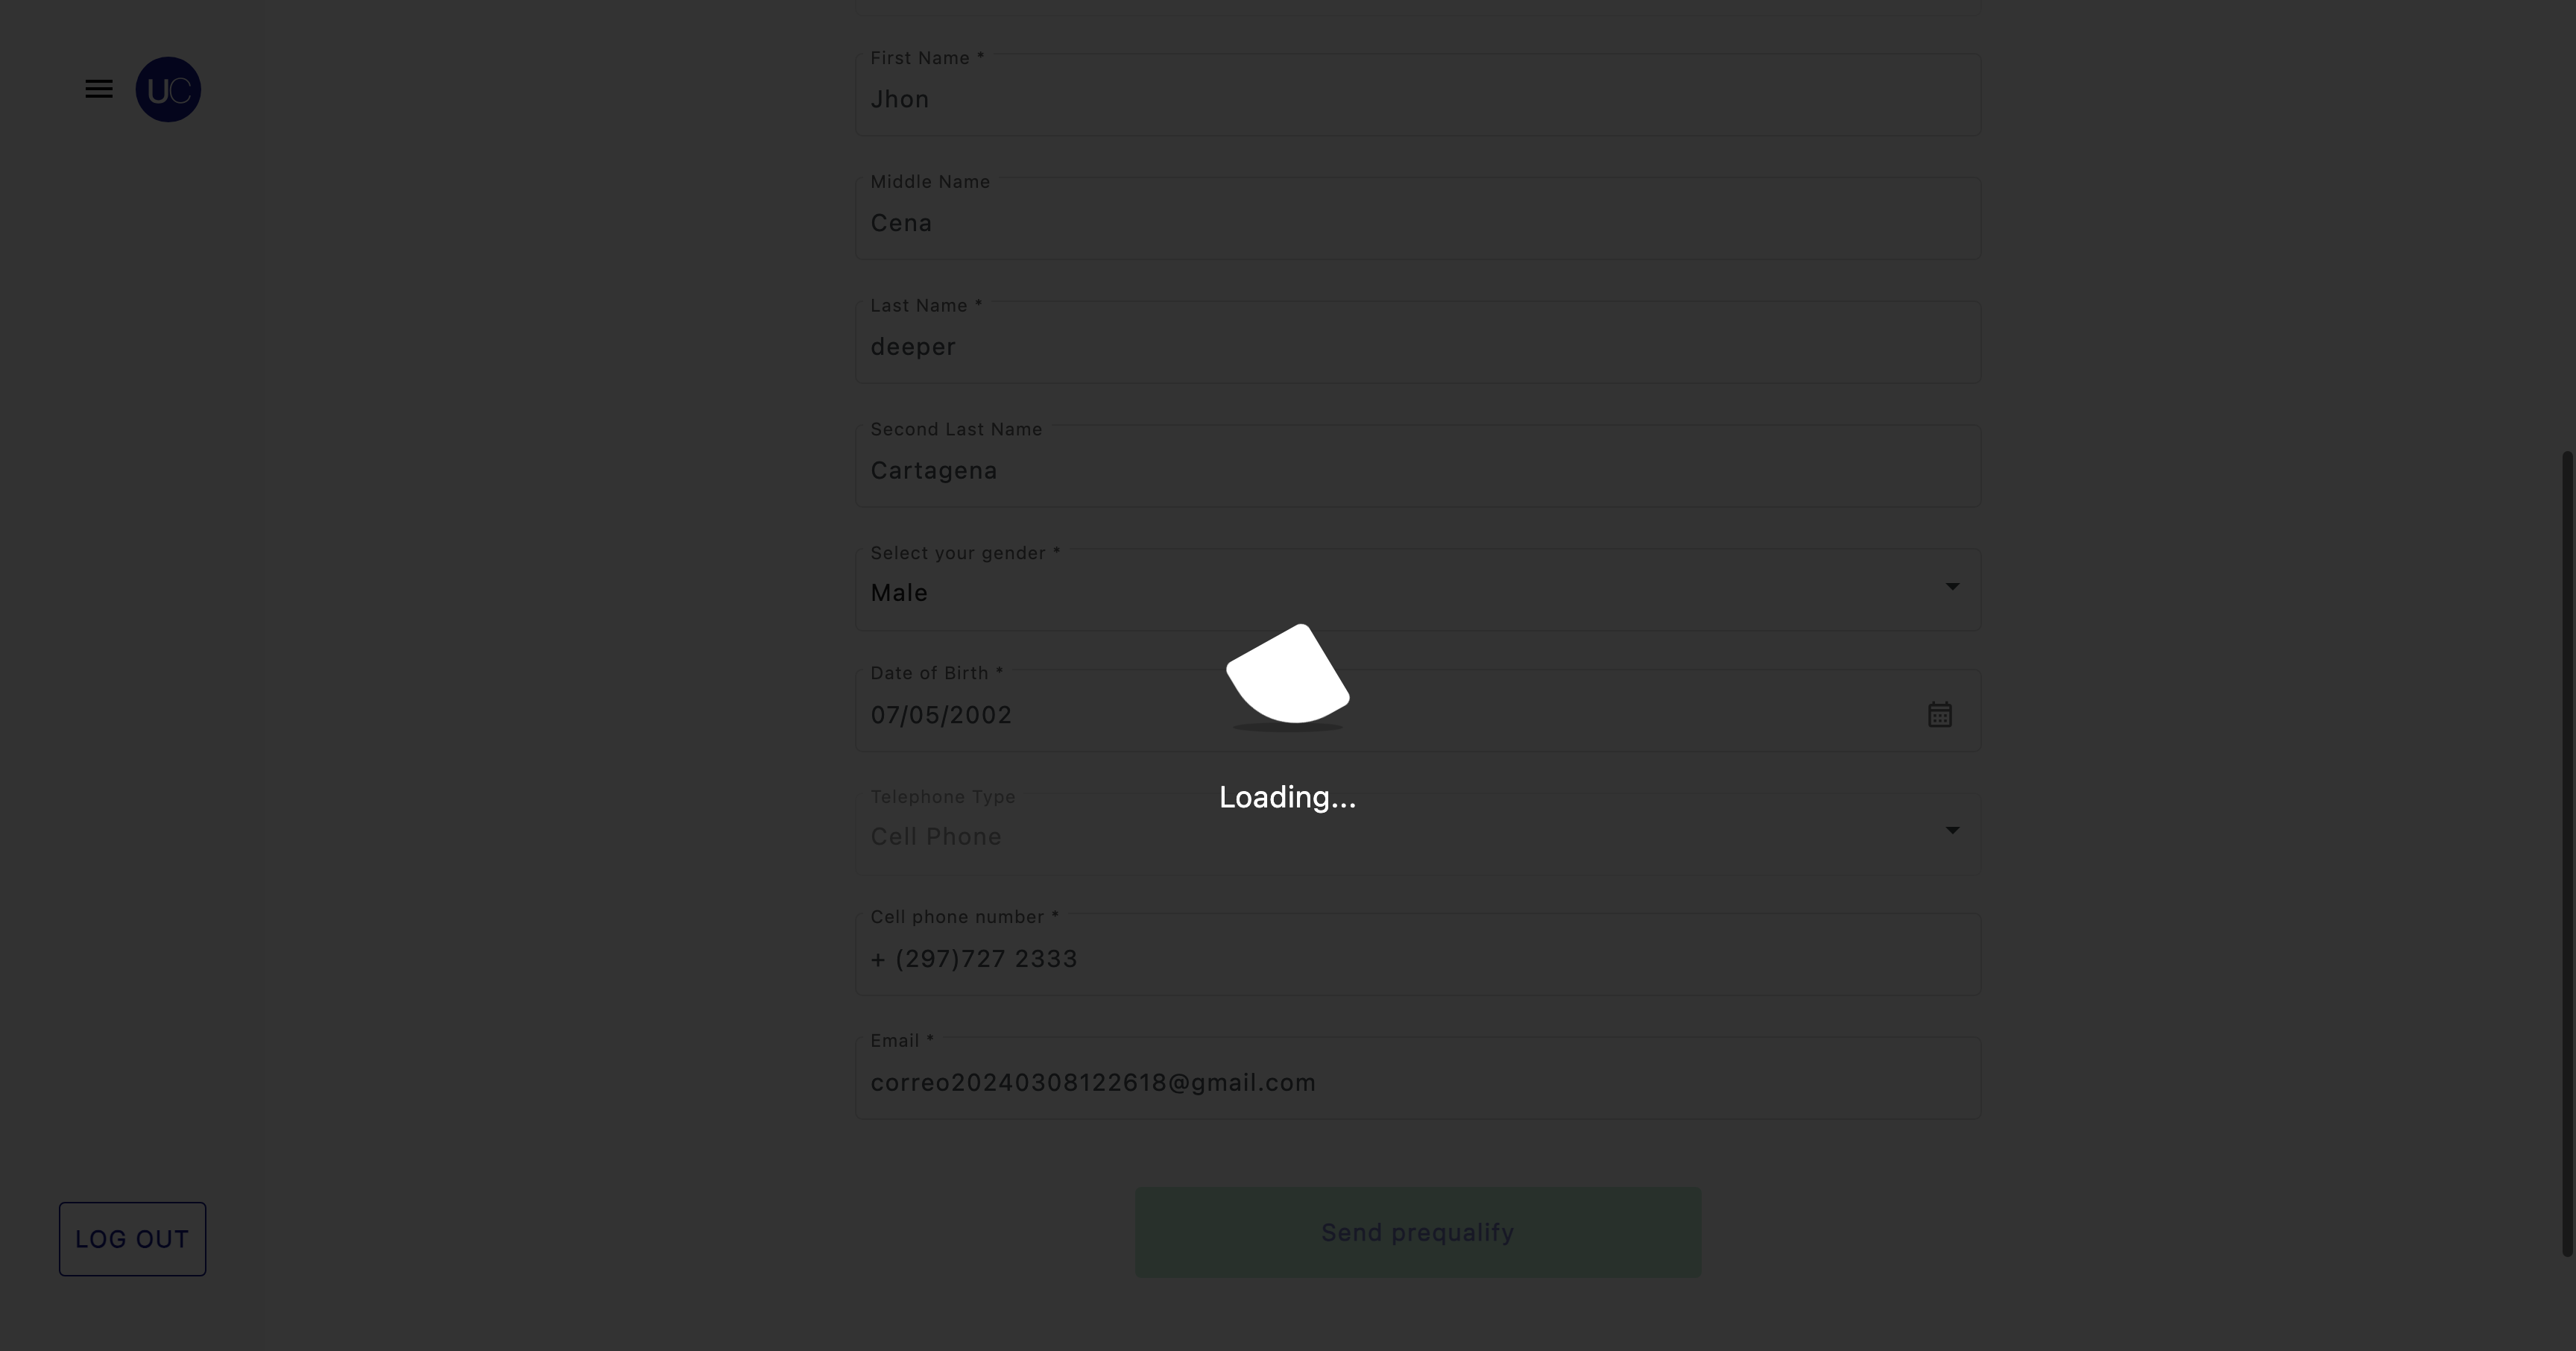 UC
First Name *
Jhon
Middle Name
Cena
Last Name *
deeper
Second Last Name
Cartagena
Select your gender *
Male
Date of Birth *
07/05/2002
Loading...
Telephone Type
Cell Phone
Cell phone number *
+ (297)727 2333
Email *
correo20240308122618@gmail.com
Send prequalify
LOG OUT